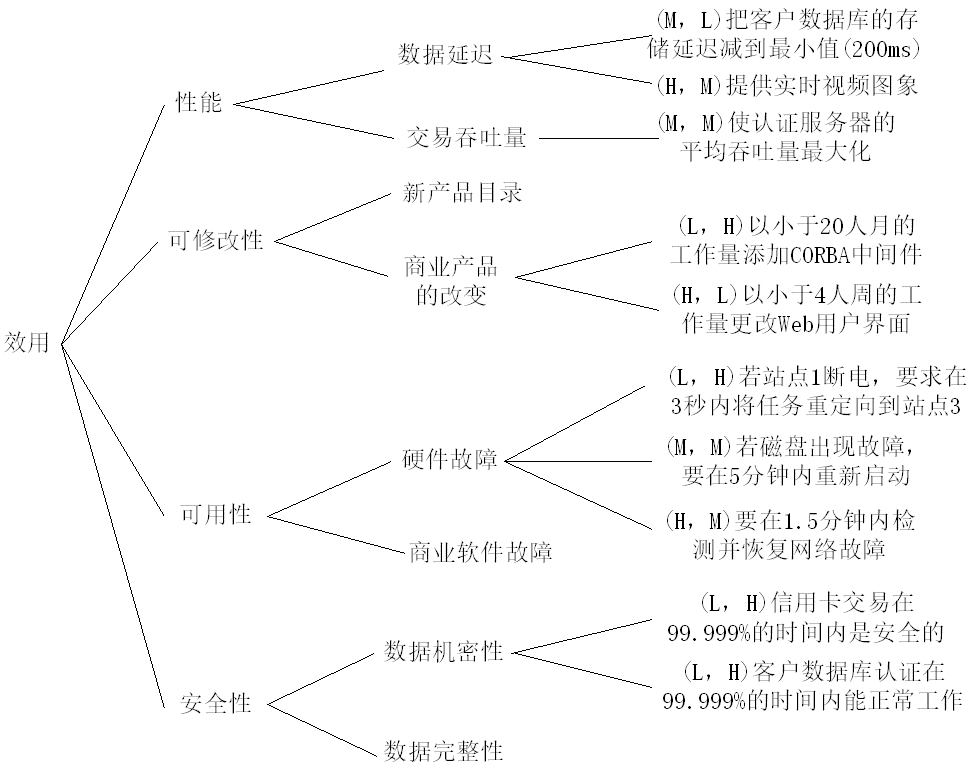 数据延迟
(M, L)把客户数据库的存
储延迟减到最小值(200ms)
(H, M)提供实时视频图象
性能
交易吞吐量
(M, M)使认证服务器的
平均吞吐量最大化
新产品目录
可修改性
商业产品
的改变
(L, H)以小于20人月的
工作量添加CORBA中间件
(H, L)以小于4人周的工
作量更改Web用户界面
效用
(L, H)若站点1断电，要求在
3秒内将任务重定向到站点3
硬件故障
(M, M)若磁盘出现故障，
要在5分钟内重新启动
可用性
(H, M)要在1.5分钟内检
测并恢复网络故障
商业软件故障
(L, H)信用卡交易在
99.999%的时间内是安全的
数据机密性
(L, H)客户数据库认证在
99.999%的时间内能正常工作
安全性
数据完整性